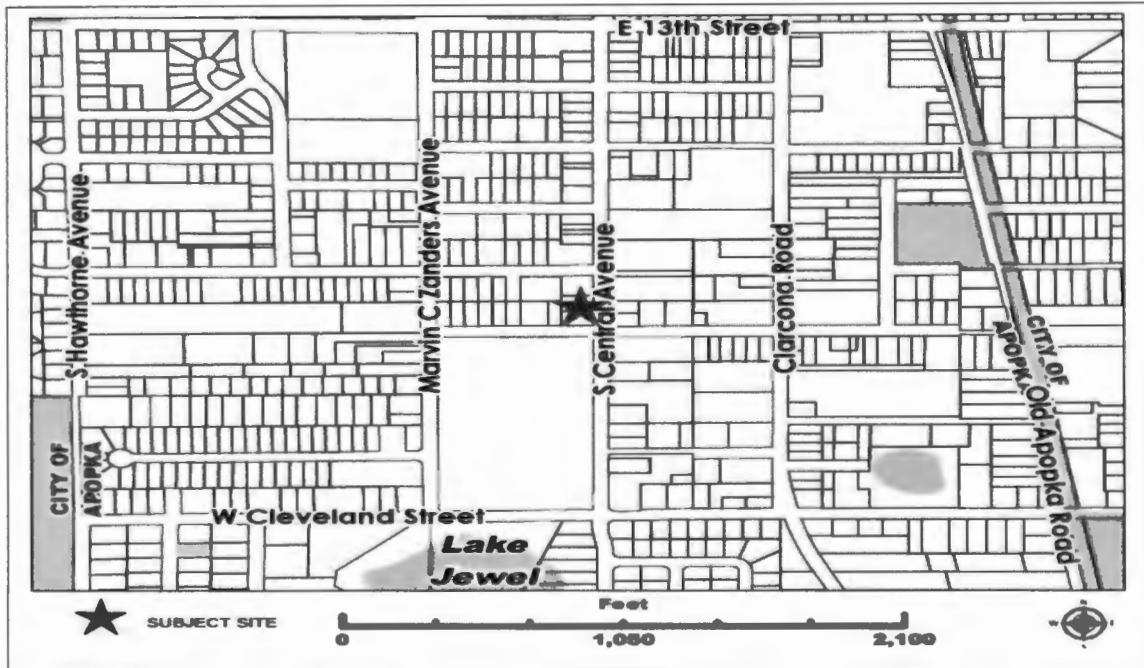 E 13th Street
S Hawthorne Avenue
Marvin C Zanders Avenue
S Central Avenue
Clarcona Road
CITY OF
APOPKA
Old Apopka Road
CITY OF
APOPKA
W Cleveland Street
Lake
Jewel
SUBJECT SITE
Feet
0
1,050
2,100
N
W
E
S